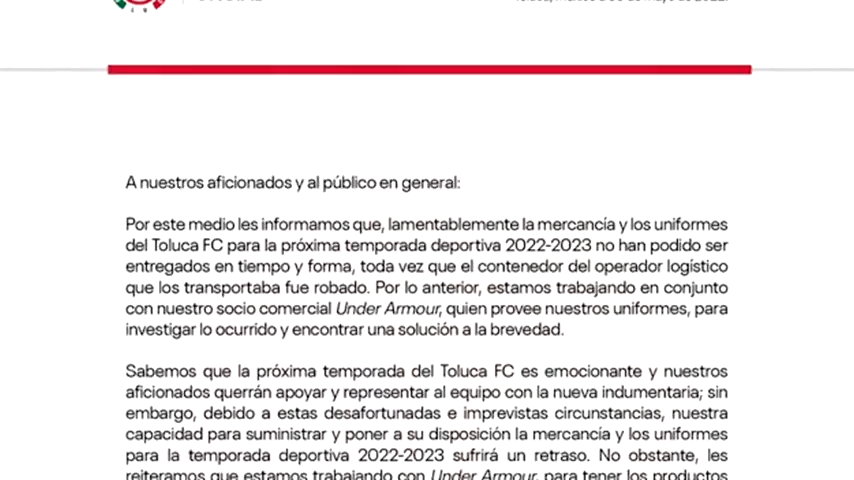 A nuestros aficionados y al público en general:
Por este medio les informamos que, lamentablemente la mercancía y los uniformes
del Toluca FC para la próxima temporada deportiva 2022-2023 no han podido ser
entregados en tiempo y forma, toda vez que el contenedor del operador logístico
que los transportaba fue robado. Por lo anterior, estamos trabajando en conjunto
con nuestro socio comercial Under Armour, quien provee nuestros uniformes, para
investigar lo ocurrido y encontrar una solución a la brevedad.
Sabemos que la próxima temporada del Toluca FC es emocionante y nuestros
aficionados querrán apoyar y representar al equipo con la nueva indumentaria; sin
embargo, debido a estas desafortunadas e imprevistas circunstancias, nuestra
capacidad para suministrar y poner a su disposición la mercancía y los uniformes
para la temporada deportiva 2022-2023 sufrirá un retraso. No obstante, les
reiteramos que estamos trabajando con Under Armour, para tener los productos